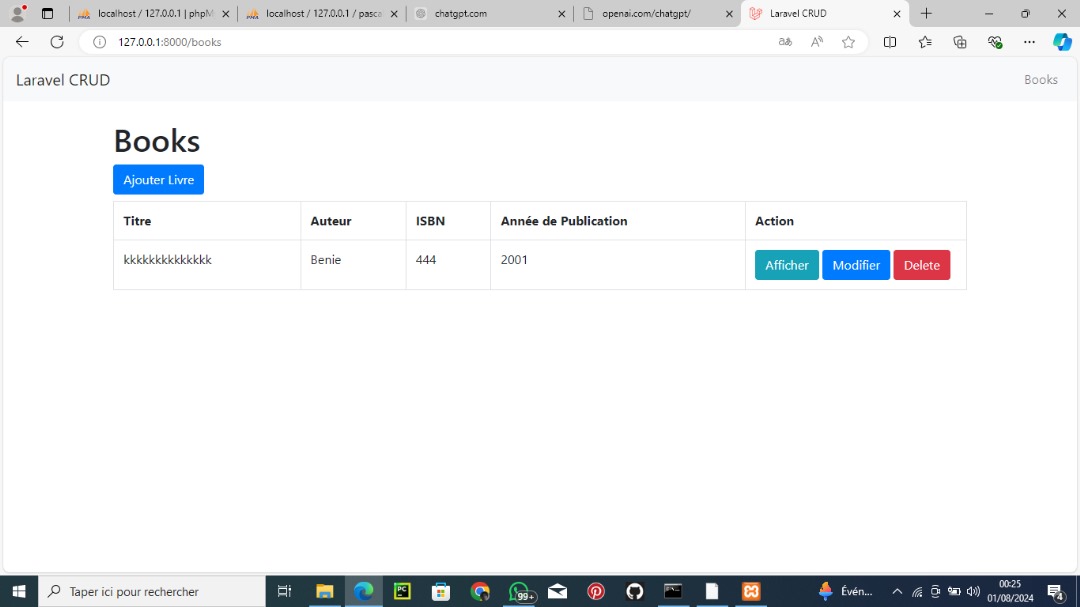 localhost / 127.0.0.1 | phpM
localhost / 127.0.0.1 / pasca
chatgpt.com
openai.com/chatgpt/
Laravel CRUD
127.0.0.1:8000/books
Laravel CRUD
Books
Books
Ajouter Livre
Titre Auteur ISBN Année de Publication Action
kkkkkkkkkkkkkk Benie 444 2001 Afficher Modifier Delete
Taper ici pour rechercher
PC
99+
Évén...
00:25
01/08/2024
4